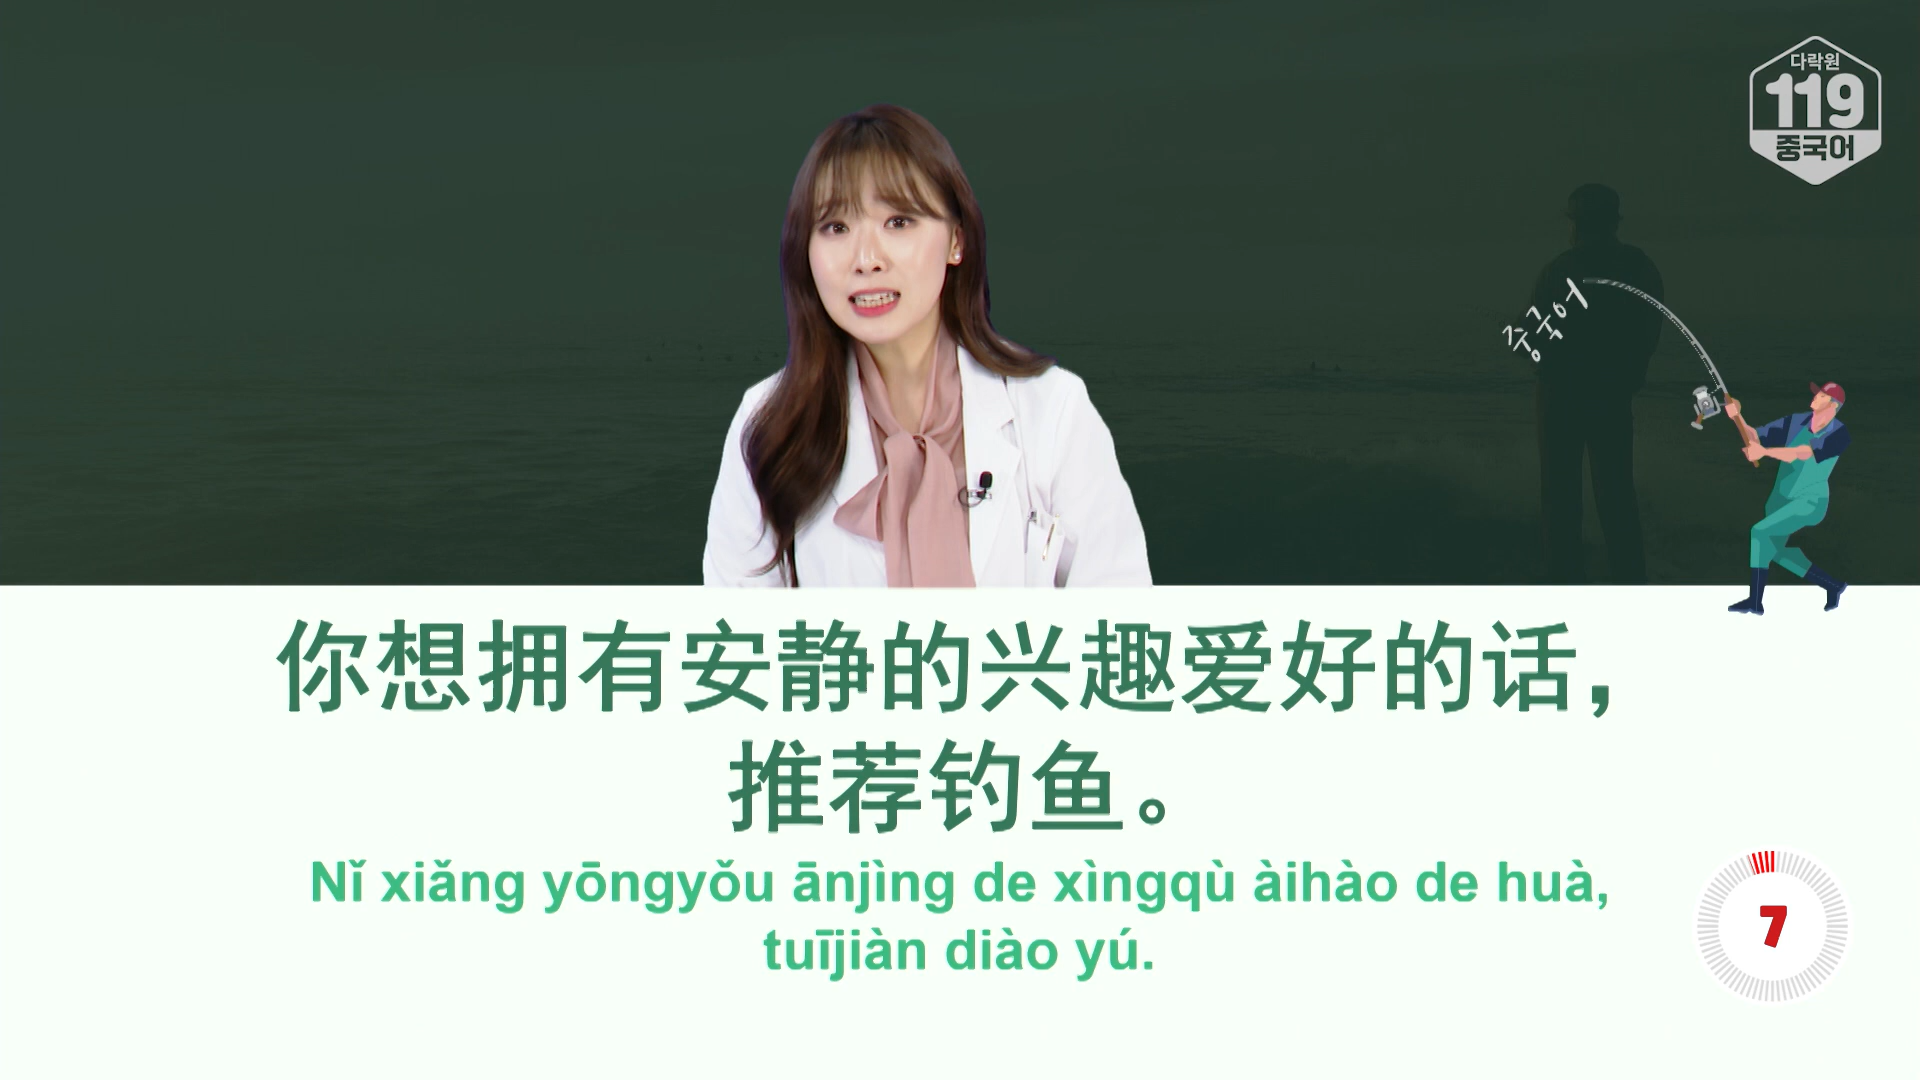 다락원
119
중국어
중국어
你想拥有安静的兴趣爱好的话，
推荐钓鱼。
Nǐ xiǎng yōngyǒu ānjìng de xìngqù àihào de huà,
tuījiàn diào yú.
7